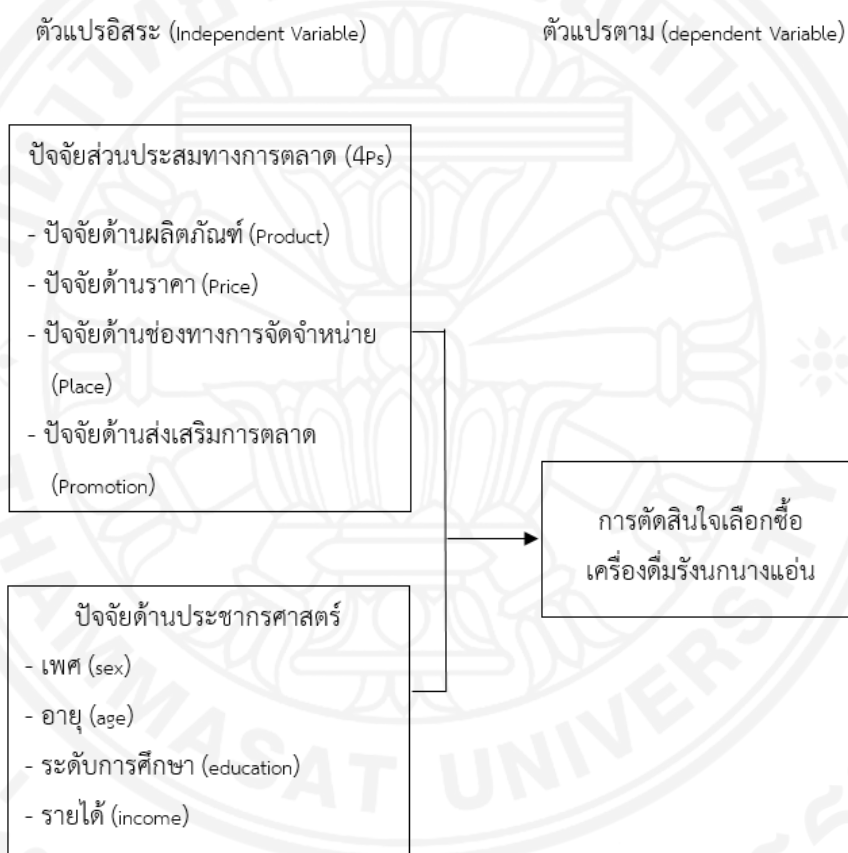 ตัวแปรอิสระ (Independent Variable)
ตัวแปรตาม (dependent Variable)
ปัจจัยส่วนประสมทางการตลาด (4Ps)
- ปัจจัยด้านผลิตภัณฑ์ (Product)
- ปัจจัยด้านราคา (Price)
- ปัจจัยด้านช่องทางการจัดจำหน่าย
(Place)
- ปัจจัยด้านส่งเสริมการตลาด
(Promotion)
ปัจจัยด้านประชากรศาสตร์
- เพศ (sex)
- อายุ (age)
- ระดับการศึกษา (education)
- รายได้ (income)
การตัดสินใจเลือกซื้อ
เครื่องดื่มรังนกนางแอ่น
THAMMASAT UNIVERSITY